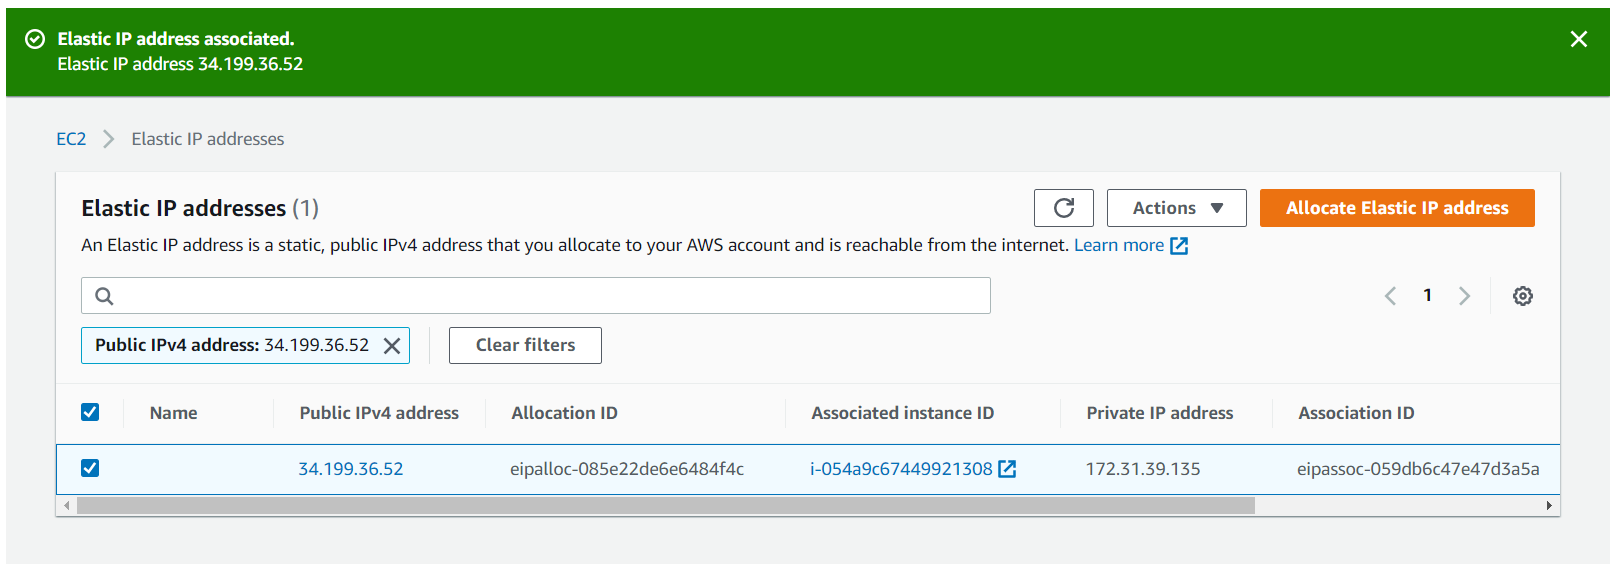 Elastic IP address associated.
Elastic IP address 34.199.36.52
EC2 Elastic IP addresses
Elastic IP addresses (1)
Actions
Allocate Elastic IP address
An Elastic IP address is a static, public IPv4 address that you allocate to your AWS account and is reachable from the internet. Learn more
1
Public IPv4 address: 34.199.36.52
Clear filters
Name Public IPv4 address Allocation ID Associated instance ID Private IP address Association ID
34.199.36.52 eipalloc-085e22de6e6484f4c i-054a9c67449921308 172.31.39.135 eipassoc-059db6c47e47d3a5a